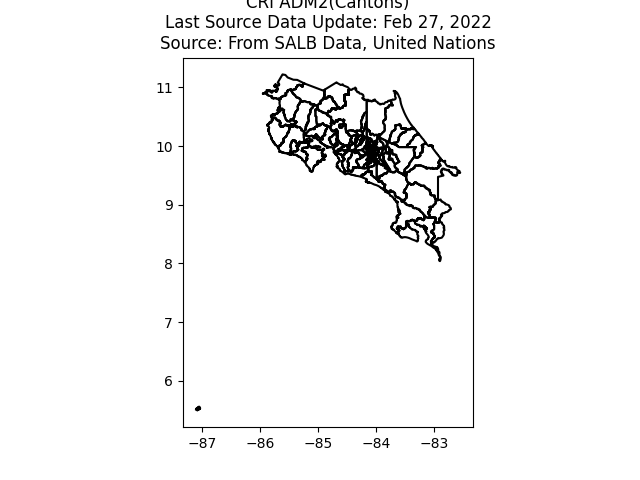 CRI ADM2(Cantons)
Last Source Data Update: Feb 27, 2022
Source: From SALB Data, United Nations
11
10
9
8
7
6
−87 −86 −85 −84 −83